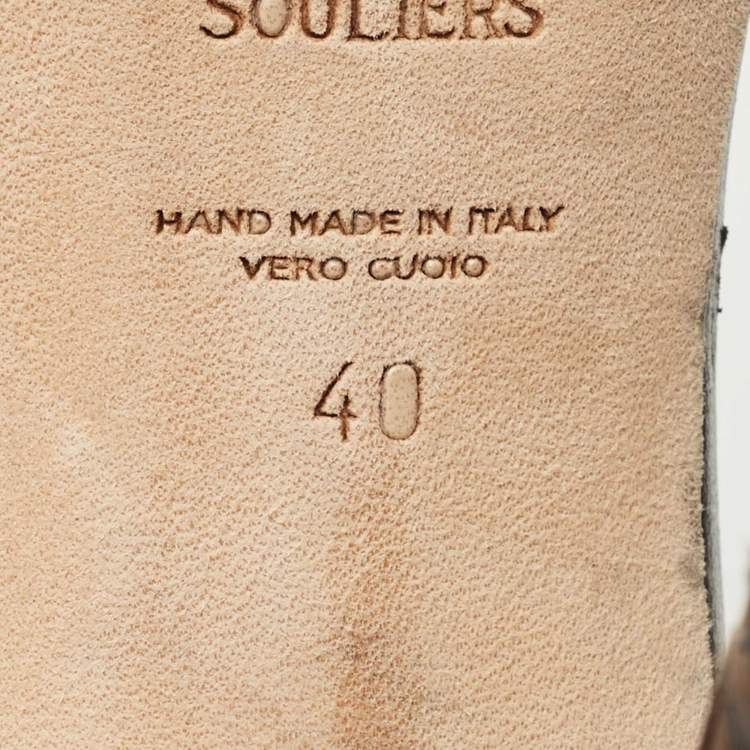 SOULIERS
HAND MADE IN ITALY
VERO CUOIO
40